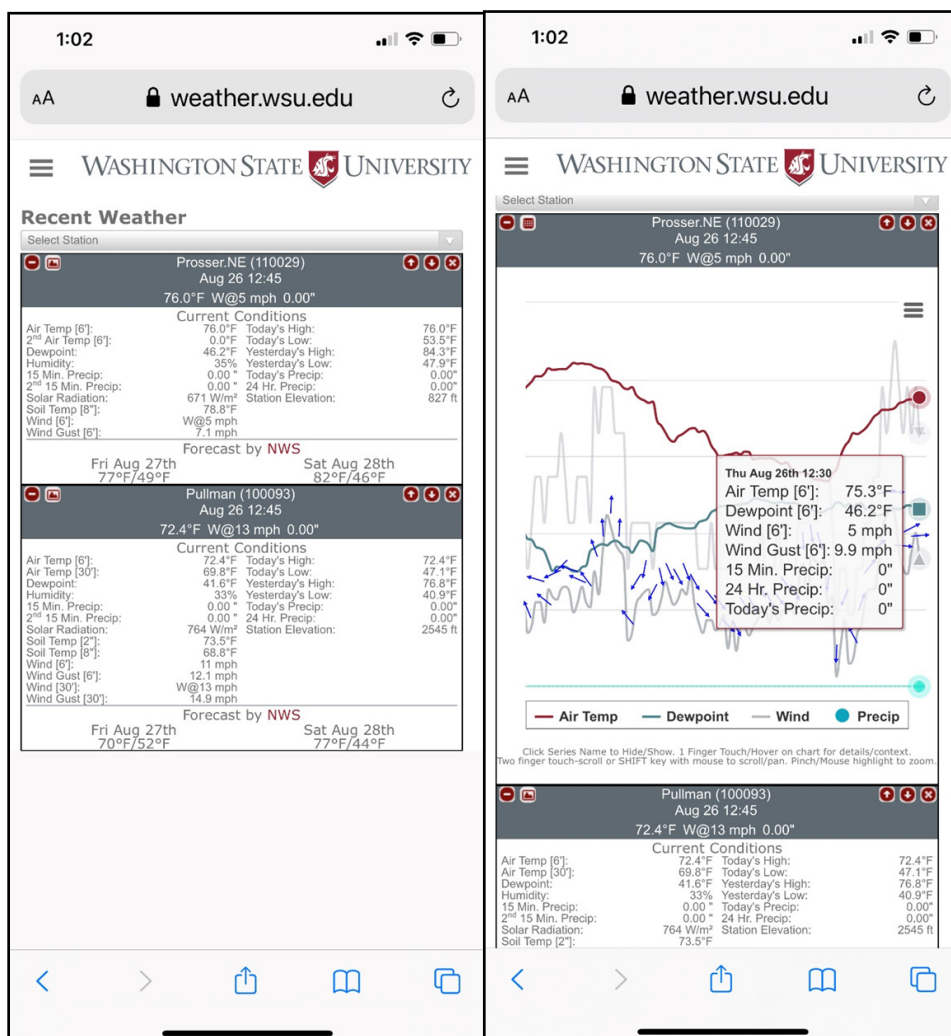 1:02
AA weather.wsu.edu
WASHINGTON STATE UNIVERSITY
Recent Weather
Select Station
Prosser.NE (110029)
Aug 26 12:45
76.0°F W@5 mph 0.00"
Current Conditions
Air Temp [6']: 76.0°F Today's High: 76.0°F
2nd Air Temp [6']: 0.0°F Today's Low: 53.5°F
Dewpoint: 46.2°F Yesterday's High: 84.3°F
Humidity: 35% Yesterday's Low: 47.9°F
15 Min. Precip: 0.00 " Today's Precip: 0.00"
2nd 15 Min. Precip: 0.00 " 24 Hr. Precip: 0.00"
Solar Radiation: 671 W/m² Station Elevation: 827 ft
Soil Temp [8"]: 78.8°F
Wind [6']: W@5 mph
Wind Gust [6']: 7.1 mph
Forecast by NWS
Fri Aug 27th Sat Aug 28th
77°F/49°F 82°F/46°F
Pullman (100093)
Aug 26 12:45
72.4°F W@13 mph 0.00"
Current Conditions
Air Temp [6']: 72.4°F Today's High: 72.4°F
Air Temp [30']: 69.8°F Today's Low: 47.1°F
Dewpoint: 41.6°F Yesterday's High: 76.8°F
Humidity: 33% Yesterday's Low: 40.9°F
15 Min. Precip: 0.00 " Today's Precip: 0.00"
2nd 15 Min. Precip: 0.00 " 24 Hr. Precip: 0.00"
Solar Radiation: 764 W/m² Station Elevation: 2545 ft
Soil Temp [2"]: 73.5°F
Soil Temp [8"]: 68.8°F
Wind [6']: 11 mph
Wind Gust [6']: 12.1 mph
Wind [30']: W@13 mph
Wind Gust [30']: 14.9 mph
Forecast by NWS
Fri Aug 27th Sat Aug 28th
70°F/52°F 77°F/44°F
1:02
AA weather.wsu.edu
WASHINGTON STATE UNIVERSITY
Select Station
Prosser.NE (110029)
Aug 26 12:45
76.0°F W@5 mph 0.00"
Thu Aug 26th 12:30
Air Temp [6']: 75.3°F
Dewpoint [6']: 46.2°F
Wind [6']: 5 mph
Wind Gust [6']: 9.9 mph
15 Min. Precip: 0"
24 Hr. Precip: 0"
Today's Precip: 0"
Air Temp Dewpoint Wind Precip
Click Series Name to Hide/Show. 1 Finger Touch/Hover on chart for details/context.
Two finger touch-scroll or SHIFT key with mouse to scroll/pan. Pinch/Mouse highlight to zoom.
Pullman (100093)
Aug 26 12:45
72.4°F W@13 mph 0.00"
Current Conditions
Air Temp [6']: 72.4°F Today's High: 72.4°F
Air Temp [30']: 69.8°F Today's Low: 47.1°F
Dewpoint: 41.6°F Yesterday's High: 76.8°F
Humidity: 33% Yesterday's Low: 40.9°F
15 Min. Precip: 0.00 " Today's Precip: 0.00"
2nd 15 Min. Precip: 0.00 " 24 Hr. Precip: 0.00"
Solar Radiation: 764 W/m² Station Elevation: 2545 ft
Soil Temp [2"]: 73.5°F